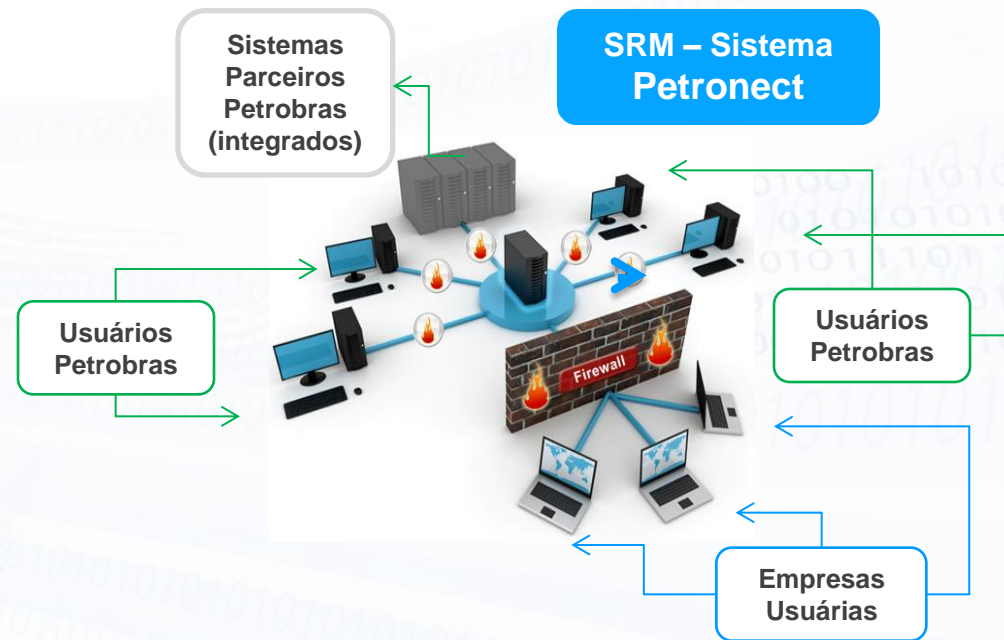 Sistemas
Parceiros
Petrobras
(integrados)
SRM – Sistema
Petronect
Usuários
Petrobras
Usuários
Petrobras
Firewall
Empresas
Usuárias